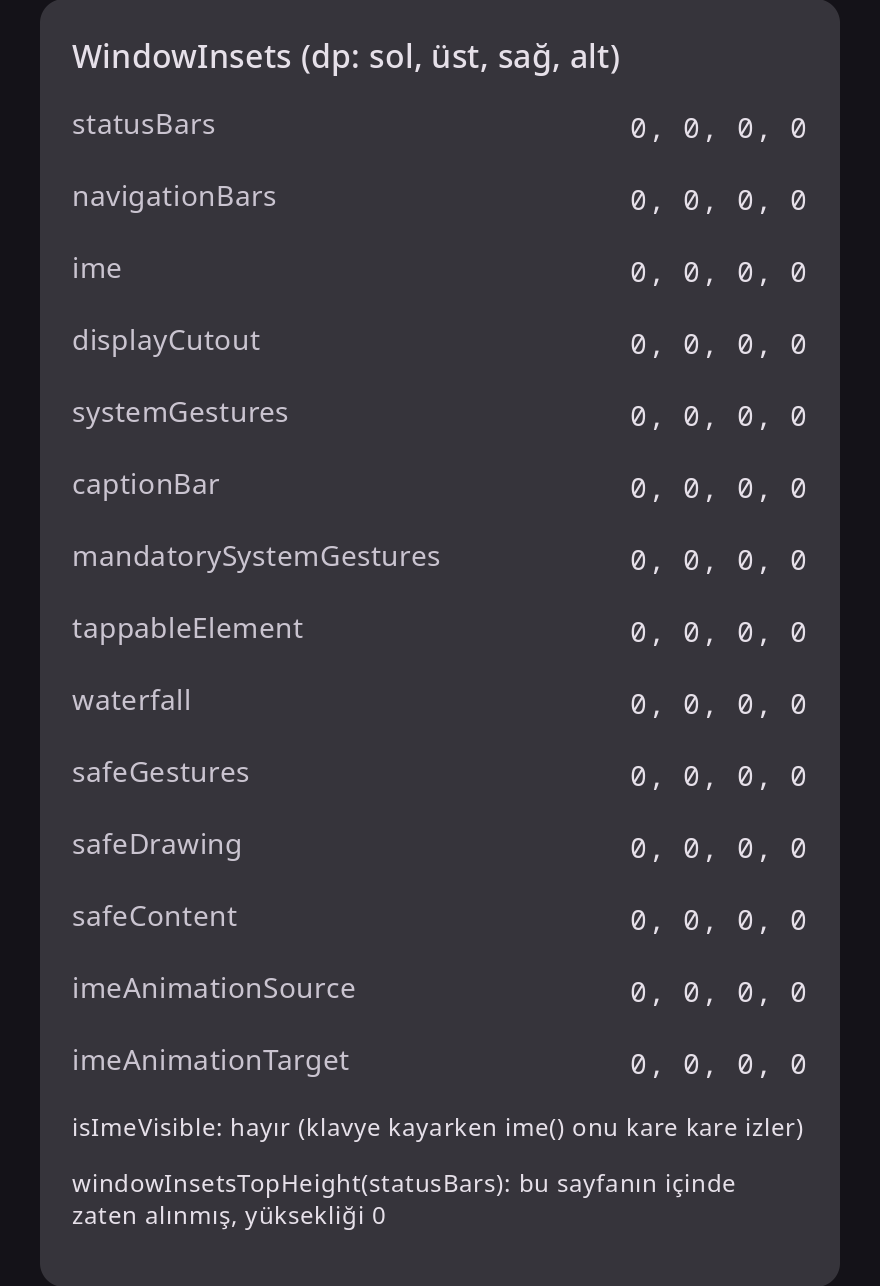 WindowInsets (dp: sol, üst, sağ, alt)
statusBars 0, 0, 0, 0
navigationBars 0, 0, 0, 0
ime 0, 0, 0, 0
displayCutout 0, 0, 0, 0
systemGestures 0, 0, 0, 0
captionBar 0, 0, 0, 0
mandatorySystemGestures 0, 0, 0, 0
tappableElement 0, 0, 0, 0
waterfall 0, 0, 0, 0
safeGestures 0, 0, 0, 0
safeDrawing 0, 0, 0, 0
safeContent 0, 0, 0, 0
imeAnimationSource 0, 0, 0, 0
imeAnimationTarget 0, 0, 0, 0
isImeVisible: hayır (klavye kayarken ime() onu kare kare izler)
windowInsetsTopHeight(statusBars): bu sayfanın içinde
zaten alınmış, yüksekliği 0